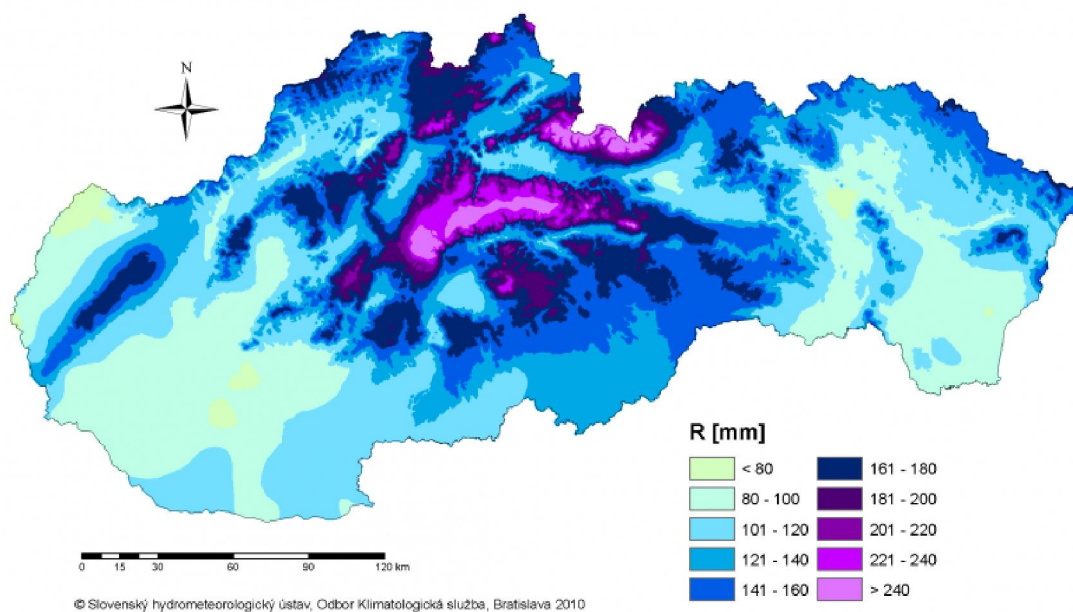 N
R [mm]
< 80
80 - 100
101 - 120
121 - 140
141 - 160
161 - 180
181 - 200
201 - 220
221 - 240
> 240
0 15 30 60 90 120 km
© Slovenský hydrometeorologický ústav, Odbor Klimatologická služba, Bratislava 2010